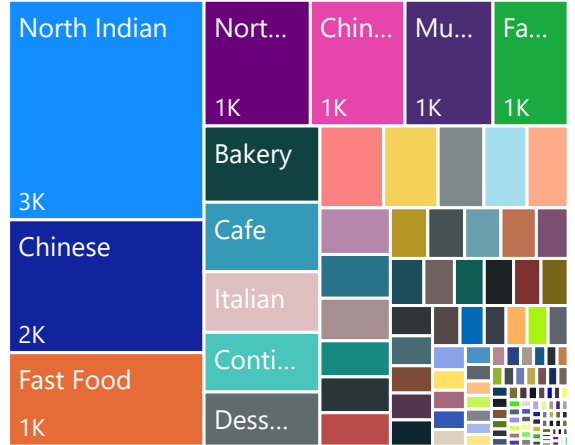 North Indian
3K
Chinese
2K
Fast Food
1K
Nort...
1K
Chin...
1K
Mu...
1K
Fa...
1K
Bakery
Cafe
Italian
Conti...
Dess...